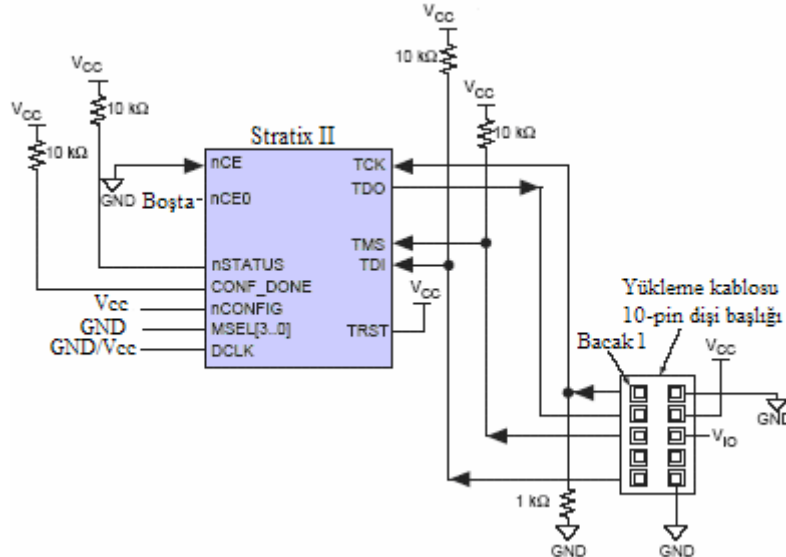 VCC
10 kΩ
VCC
10 kΩ
VCC
10 kΩ
VCC
10 kΩ
Stratix II
nCE
TCK
GND
Boşta
nCE0
TDO
TMS
nSTATUS
TDI
CONF_DONE
Vcc
nCONFIG
VCC
GND
MSEL[3..0]
TRST
GND/Vcc
DCLK
Yükleme kablosu
10-pin dişi başlığı
Bacak 1
VCC
GND
VIO
1 kΩ
GND
GND